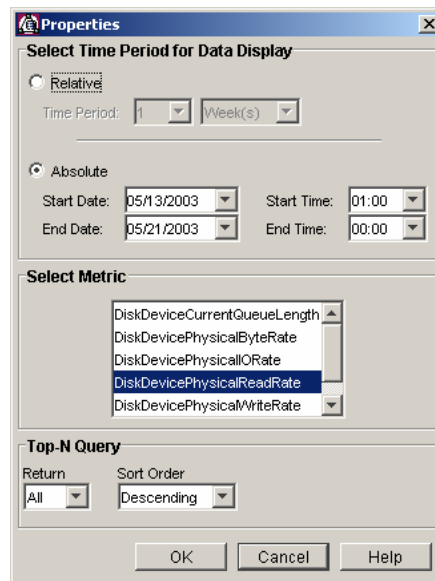 Properties
Select Time Period for Data Display
Relative
Time Period: 1 Week(s)
Absolute
Start Date: 05/13/2003 Start Time: 01:00
End Date: 05/21/2003 End Time: 00:00
Select Metric
DiskDeviceCurrentQueueLength
DiskDevicePhysicalByteRate
DiskDevicePhysicalIORate
DiskDevicePhysicalReadRate
DiskDevicePhysicalWriteRate
Top-N Query
Return Sort Order
All Descending
OK Cancel Help